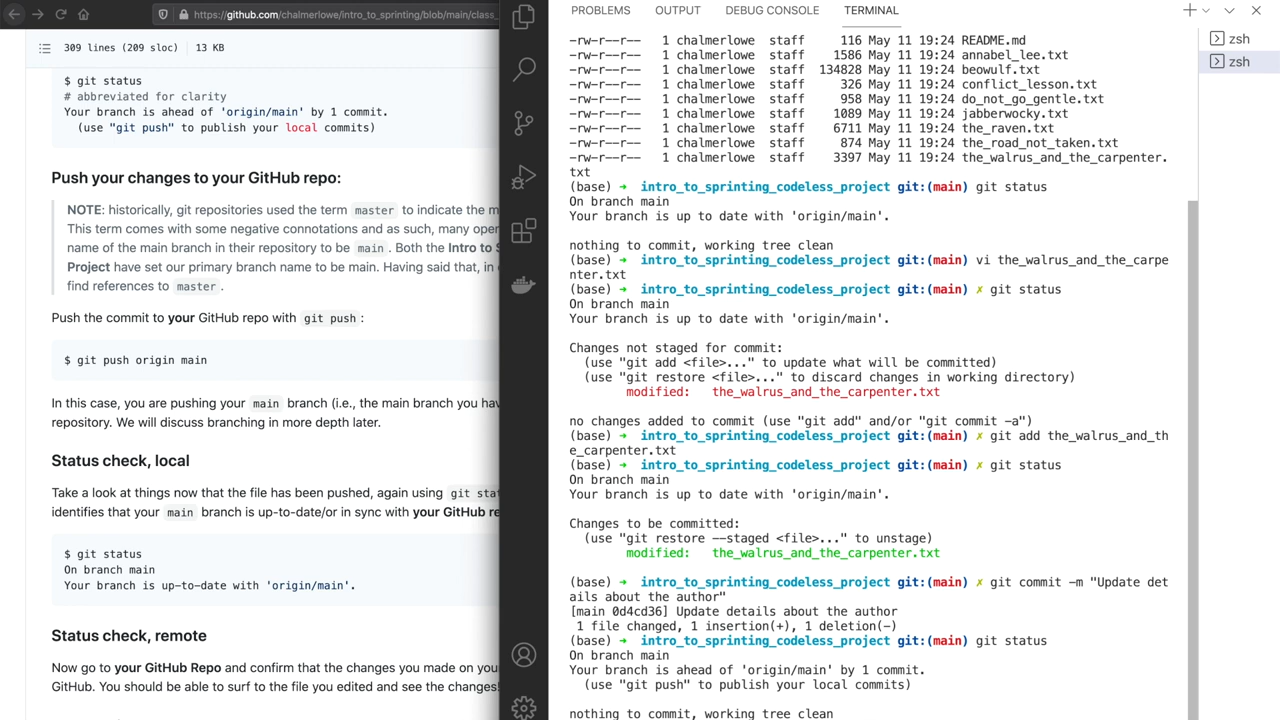 https://github.com/chalmerlowe/intro_to_sprinting/blob/main/class_
309 lines (209 sloc) | 13 KB
$ git status
# abbreviated for clarity
Your branch is ahead of 'origin/main' by 1 commit.
(use "git push" to publish your local commits)
Push your changes to your GitHub repo:
NOTE: historically, git repositories used the term master to indicate the m
This term comes with some negative connotations and as such, many oper
name of the main branch in their repository to be main . Both the Intro to S
Project have set our primary branch name to be main. Having said that, in
find references to master .
Push the commit to your GitHub repo with git push :
$ git push origin main
In this case, you are pushing your main branch (i.e., the main branch you hav
repository. We will discuss branching in more depth later.
Status check, local
Take a look at things now that the file has been pushed, again using git stat
identifies that your main branch is up-to-date/or in sync with your GitHub re
$ git status
On branch main
Your branch is up-to-date with 'origin/main'.
Status check, remote
Now go to your GitHub Repo and confirm that the changes you made on you
GitHub. You should be able to surf to the file you edited and see the changes!
PROBLEMS OUTPUT DEBUG CONSOLE TERMINAL
zsh
zsh
-rw-r--r-- 1 chalmerlowe staff 116 May 11 19:24 README.md
-rw-r--r-- 1 chalmerlowe staff 1586 May 11 19:24 annabel_lee.txt
-rw-r--r-- 1 chalmerlowe staff 134828 May 11 19:24 beowulf.txt
-rw-r--r-- 1 chalmerlowe staff 326 May 11 19:24 conflict_lesson.txt
-rw-r--r-- 1 chalmerlowe staff 958 May 11 19:24 do_not_go_gentle.txt
-rw-r--r-- 1 chalmerlowe staff 1089 May 11 19:24 jabberwocky.txt
-rw-r--r-- 1 chalmerlowe staff 6711 May 11 19:24 the_raven.txt
-rw-r--r-- 1 chalmerlowe staff 874 May 11 19:24 the_road_not_taken.txt
-rw-r--r-- 1 chalmerlowe staff 3397 May 11 19:24 the_walrus_and_the_carpenter.
txt
(base) ➜ intro_to_sprinting_codeless_project git:(main) git status
On branch main
Your branch is up to date with 'origin/main'.
nothing to commit, working tree clean
(base) ➜ intro_to_sprinting_codeless_project git:(main) vi the_walrus_and_the_carpe
nter.txt
(base) ➜ intro_to_sprinting_codeless_project git:(main) ✗ git status
On branch main
Your branch is up to date with 'origin/main'.
Changes not staged for commit:
(use "git add <file>..." to update what will be committed)
(use "git restore <file>..." to discard changes in working directory)
modified: the_walrus_and_the_carpenter.txt
no changes added to commit (use "git add" and/or "git commit -a")
(base) ➜ intro_to_sprinting_codeless_project git:(main) ✗ git add the_walrus_and_th
e_carpenter.txt
(base) ➜ intro_to_sprinting_codeless_project git:(main) ✗ git status
On branch main
Your branch is up to date with 'origin/main'.
Changes to be committed:
(use "git restore --staged <file>..." to unstage)
modified: the_walrus_and_the_carpenter.txt
(base) ➜ intro_to_sprinting_codeless_project git:(main) ✗ git commit -m "Update det
ails about the author"
[main 0d4cd36] Update details about the author
1 file changed, 1 insertion(+), 1 deletion(-)
(base) ➜ intro_to_sprinting_codeless_project git:(main) git status
On branch main
Your branch is ahead of 'origin/main' by 1 commit.
(use "git push" to publish your local commits)
nothing to commit, working tree clean